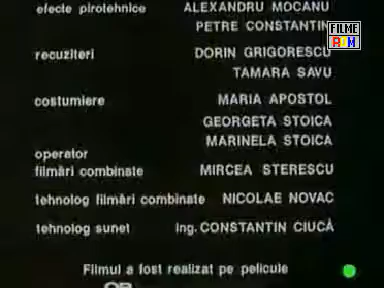 efecte pirotehnice ALEXANDRU MOCANU
PETRE CONSTANTIN
FILME
ROM
recuziteri DORIN GRIGORESCU
TAMARA SAVU
costumiere MARIA APOSTOL
GEORGETA STOICA
MARINELA STOICA
operator
filmări combinate MIRCEA STERESCU
tehnolog filmări combinate NICOLAE NOVAC
tehnolog sunet ing. CONSTANTIN CIUCĂ
Filmul a fost realizat pe pelicule